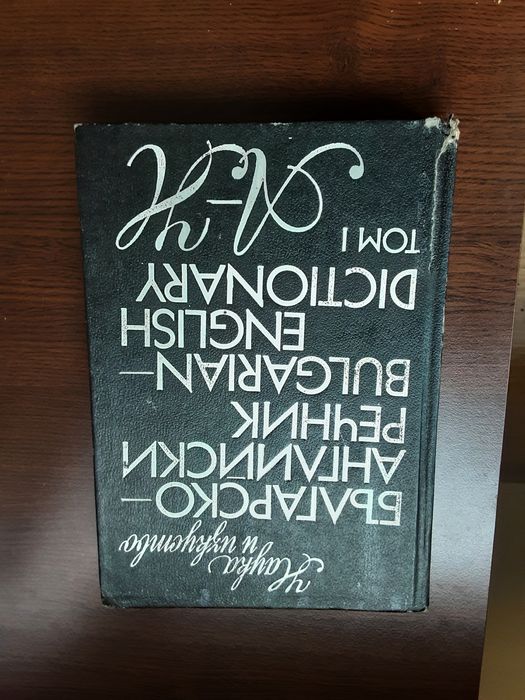 Наука
и изкуство
БЪЛГАРСКО–
АНГЛИЙСКИ
РЕЧНИК
BULGARIAN–
ENGLISH
DICTIONARY
ТОМ I
А–Н